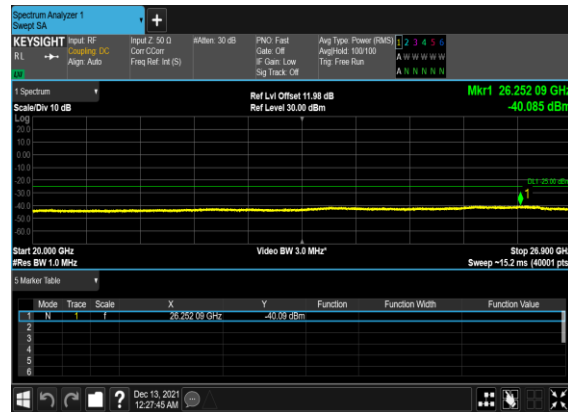 Spectrum Analyzer 1
Swept SA
+
KEYSIGHT
RL
Input: RF
Coupling: DC
Align: Auto
Input Z: 50 Ω
Corr CCorr
Freq Ref: Int (S)
#Atten: 30 dB
PNO: Fast
Gate: Off
IF Gain: Low
Sig Track: Off
Avg Type: Power (RMS)
Avg|Hold: 100/100
Trig: Free Run
1 2 3 4 5 6
A W W W W W
A N N N N N
LW
1 Spectrum
Scale/Div 10 dB
Ref Lvl Offset 11.98 dB
Ref Level 30.00 dBm
Mkr1 26.252 09 GHz
-40.085 dBm
Log
20.0
10.0
0.00
-10.0
-20.0
-30.0
-40.0
-50.0
-60.0
DL1 -25.00 dBm
1
Start 20.000 GHz
#Res BW 1.0 MHz
Video BW 3.0 MHz*
Stop 26.900 GHz
Sweep ~15.2 ms (40001 pts
5 Marker Table
Mode Trace Scale X Y Function Function Width Function Value
1 N 1 f 26.252 09 GHz -40.09 dBm
2
3
4
5
6
?
Dec 13, 2021
12:27:45 AM